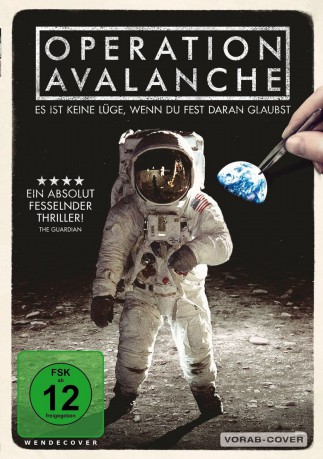 OPERATION
AVALANCHE
ES IST KEINE LÜGE, WENN DU FEST DARAN GLAUBST
★★★★
EIN ABSOLUT
FESSELNDER
THRILLER!
THE GUARDIAN
FSK
ab
12
freigegeben
WENDECOVER
VORAB-COVER